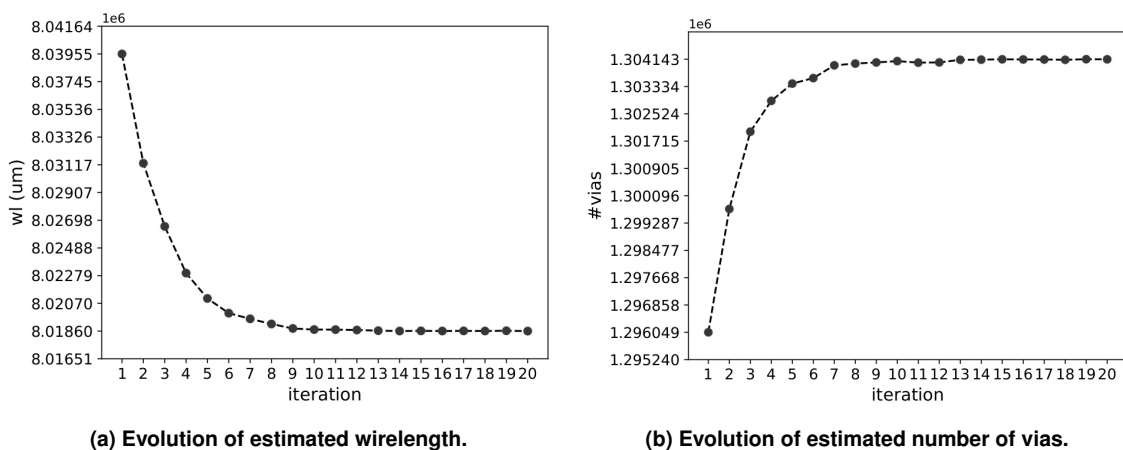 1e6
8.04164
8.03955
8.03745
8.03536
8.03326
8.03117
8.02907
8.02698
8.02488
8.02279
8.02070
8.01860
8.01651
wl (um)
1 2 3 4 5 6 7 8 9 10 11 12 13 14 15 16 17 18 19 20
iteration
(a) Evolution of estimated wirelength.
1e6
1.304143
1.303334
1.302524
1.301715
1.300905
1.300096
1.299287
1.298477
1.297668
1.296858
1.296049
1.295240
#vias
1 2 3 4 5 6 7 8 9 10 11 12 13 14 15 16 17 18 19 20
iteration
(b) Evolution of estimated number of vias.